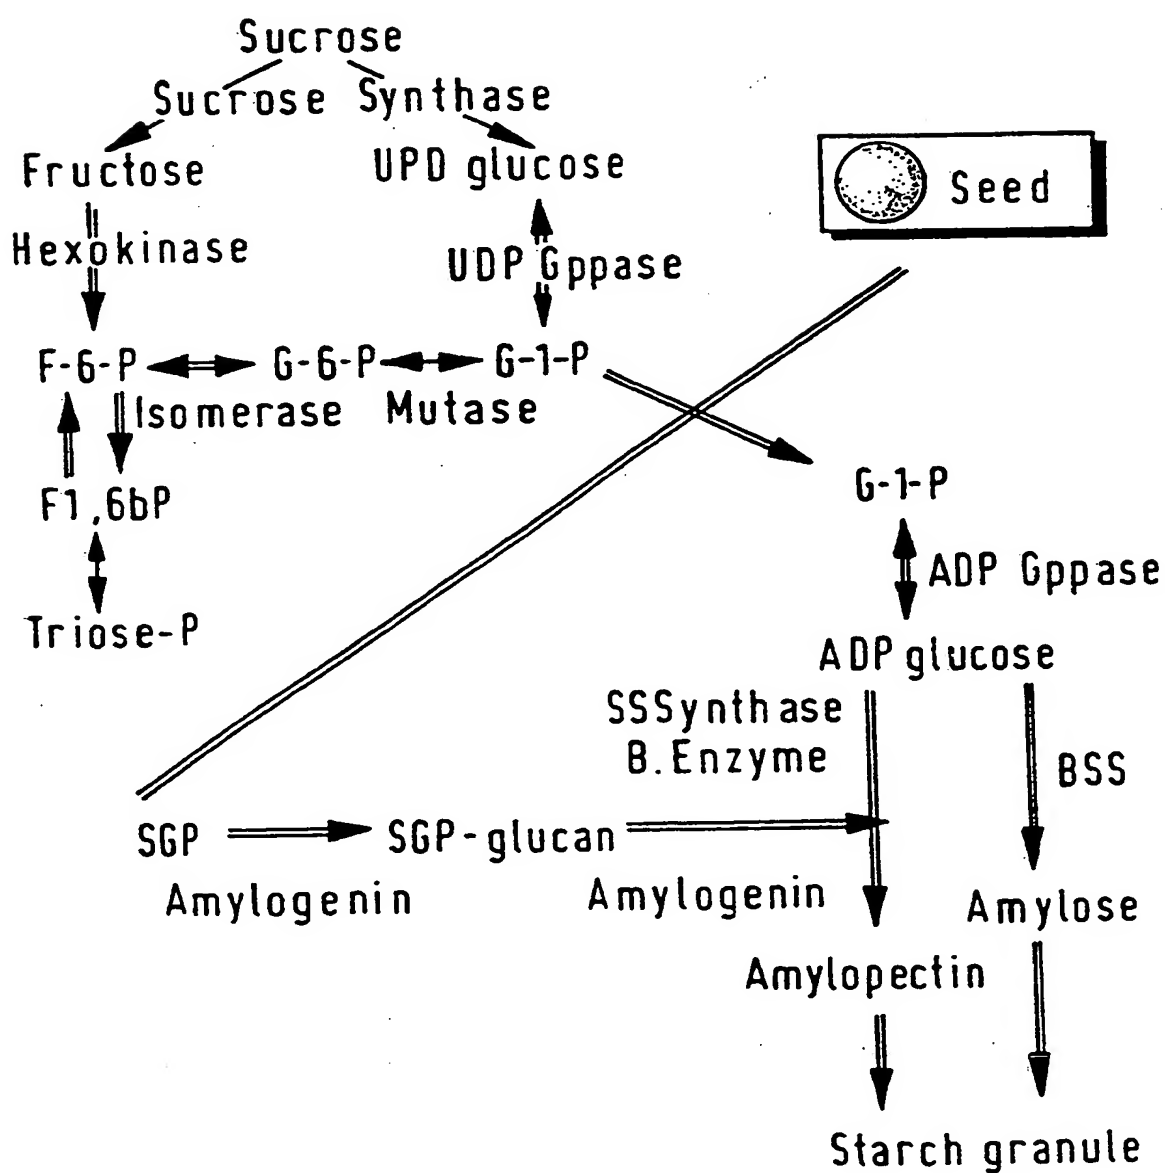 Sucrose
Sucrose Synthase
Fructose
UPD glucose
Seed
Hexokinase
UDP Gppase
F-6-P
G-6-P
G-1-P
Isomerase
Mutase
F1,6bP
G-1-P
ADP Gppase
Triose-P
ADP glucose
SSSynthase
B.Enzyme
BSS
SGP
SGP-glucan
Amylogenin
Amylogenin
Amylose
Amylopectin
Starch granule